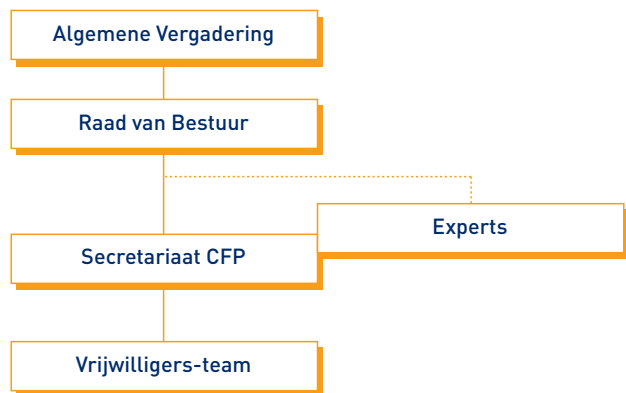 Algemene Vergadering
Raad van Bestuur
Experts
Secretariaat CFP
Vrijwilligers-team